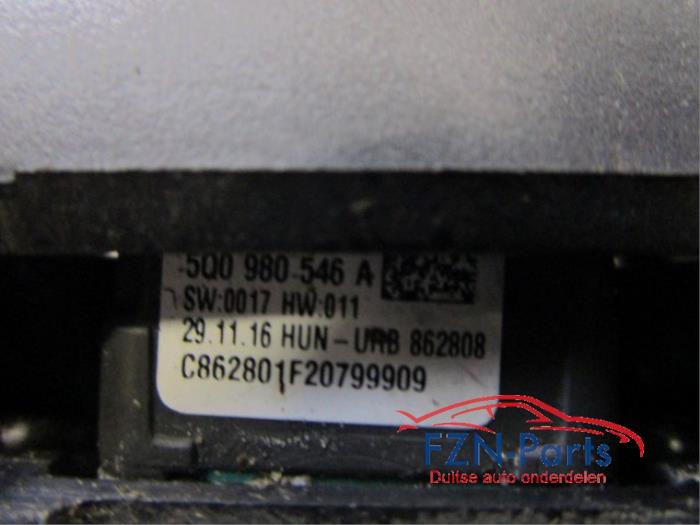 5Q0 980 546 A
SW:0017 HW:011
29.11.16 HUN-URB 862808
C862801F20799909
FZN-Parts
Duitse auto onderdelen